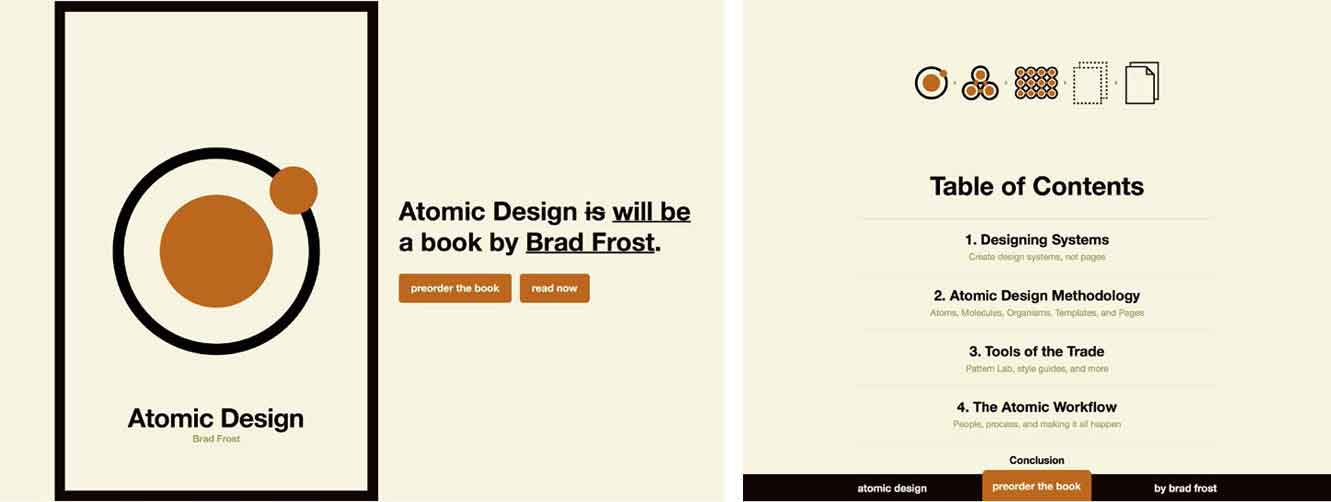 Atomic Design
Brad Frost
Atomic Design is will be
a book by Brad Frost.
preorder the book
read now
Table of Contents
1. Designing Systems
Create design systems, not pages
2. Atomic Design Methodology
Atoms, Molecules, Organisms, Templates, and Pages
3. Tools of the Trade
Pattern Lab, style guides, and more
4. The Atomic Workflow
People, process, and making it all happen
Conclusion
atomic design
preorder the book
by brad frost